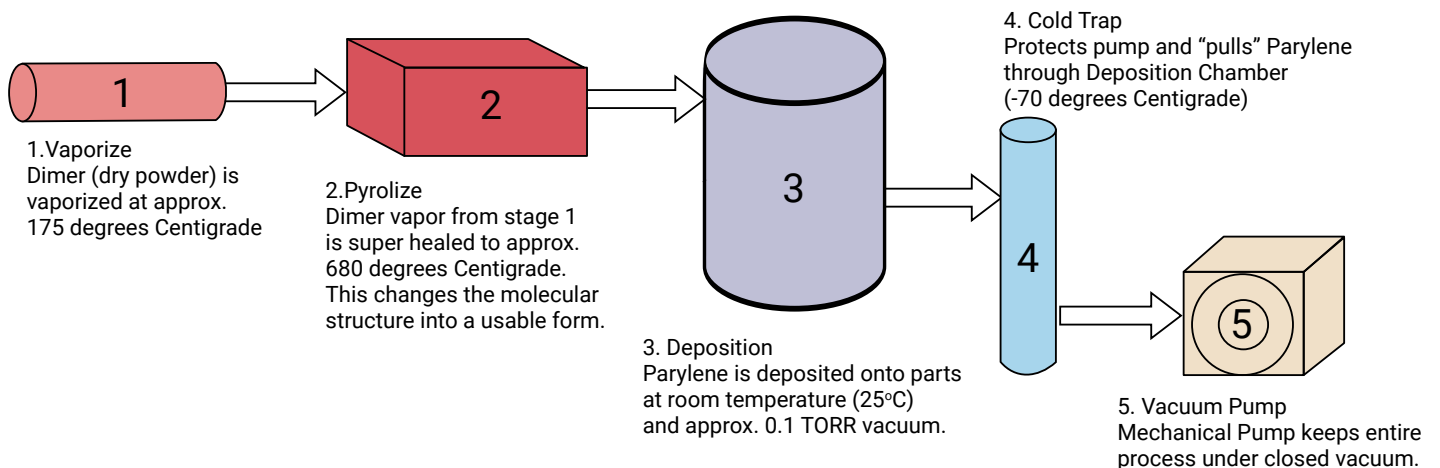 1
1.Vaporize
Dimer (dry powder) is
vaporized at approx.
175 degrees Centigrade
2
2.Pyrolize
Dimer vapor from stage 1
is super healed to approx.
680 degrees Centigrade.
This changes the molecular
structure into a usable form.
3
3. Deposition
Parylene is deposited onto parts
at room temperature (25°C)
and approx. 0.1 TORR vacuum.
4. Cold Trap
Protects pump and “pulls” Parylene
through Deposition Chamber
(-70 degrees Centigrade)
4
5
5. Vacuum Pump
Mechanical Pump keeps entire
process under closed vacuum.